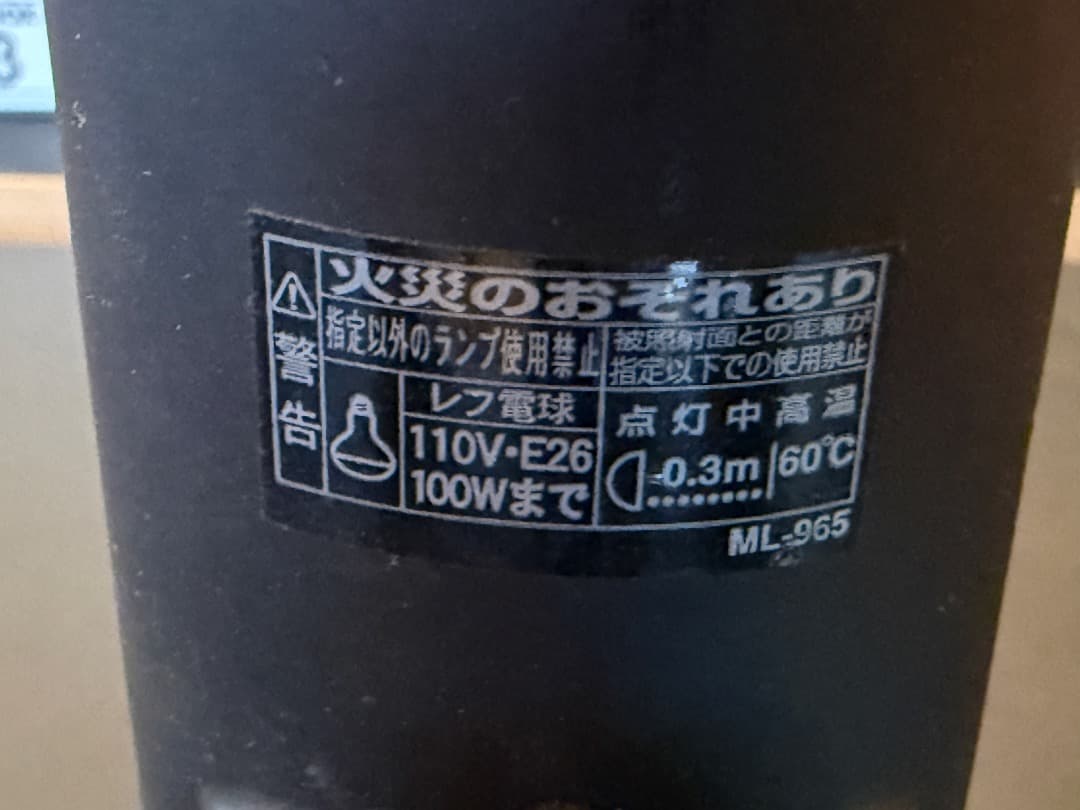 警告
火災のおそれあり
指定以外のランプ使用禁止
レフ電球
110V・E26
100Wまで
被照射面との距離が
指定以下での使用禁止
点灯中高温
0.3m 60℃
ML-965
3